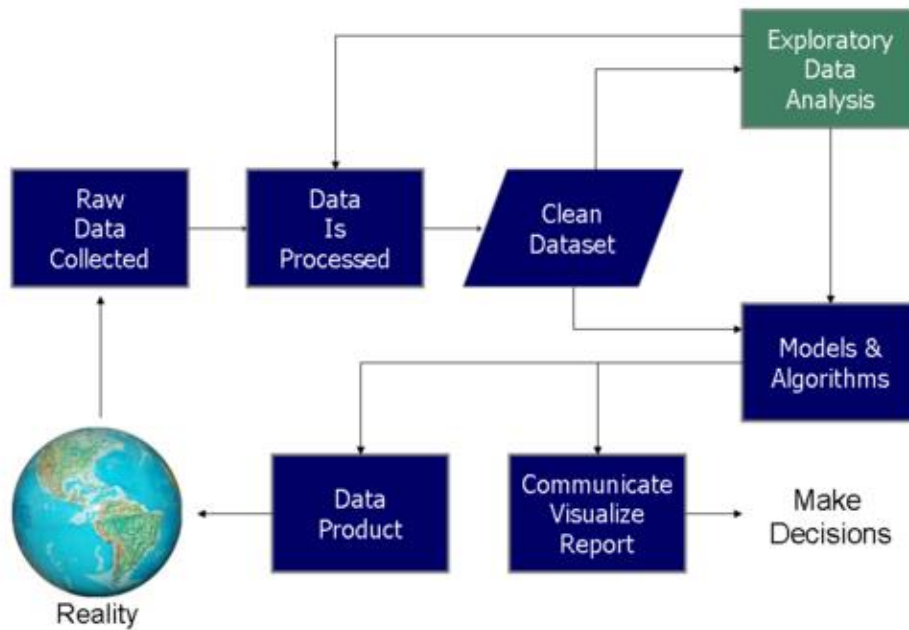 Exploratory
Data
Analysis
Raw
Data
Collected
Data
Is
Processed
Clean
Dataset
Models &
Algorithms
Data
Product
Communicate
Visualize
Report
Make
Decisions
Reality